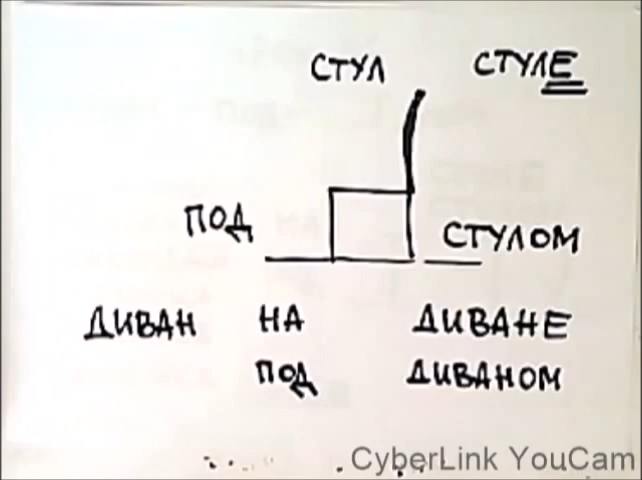 СТУЛ СТУЛЕ
ПОД СТУЛОМ
ДИВАН НА ДИВАНЕ
ПОД ДИВАНОМ
CyberLink YouCam